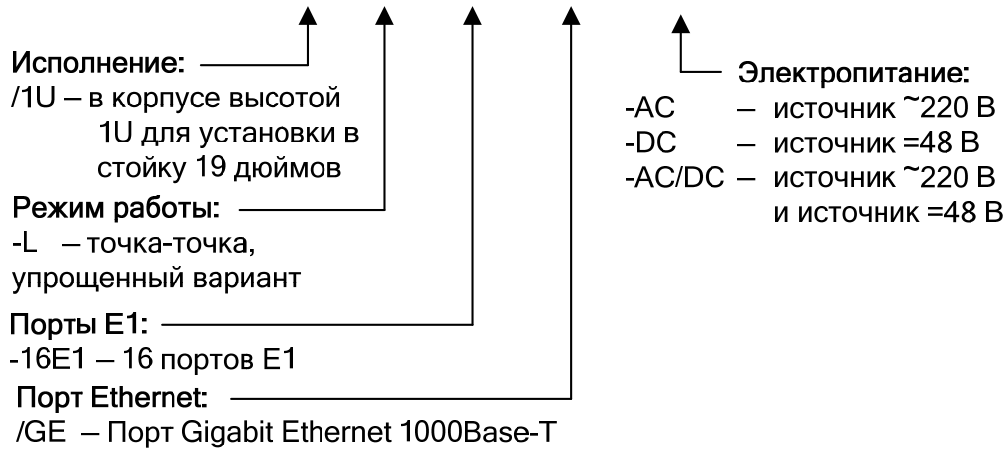 Исполнение:
/1U – в корпусе высотой
1U для установки в
стойку 19 дюймов
Режим работы:
-L – точка-точка,
упрощенный вариант
Порты E1:
-16E1 – 16 портов E1
Порт Ethernet:
/GE – Порт Gigabit Ethernet 1000Base-T
Электропитание:
-AC – источник ~220 В
-DC – источник =48 В
-AC/DC – источник ~220 В
и источник =48 В